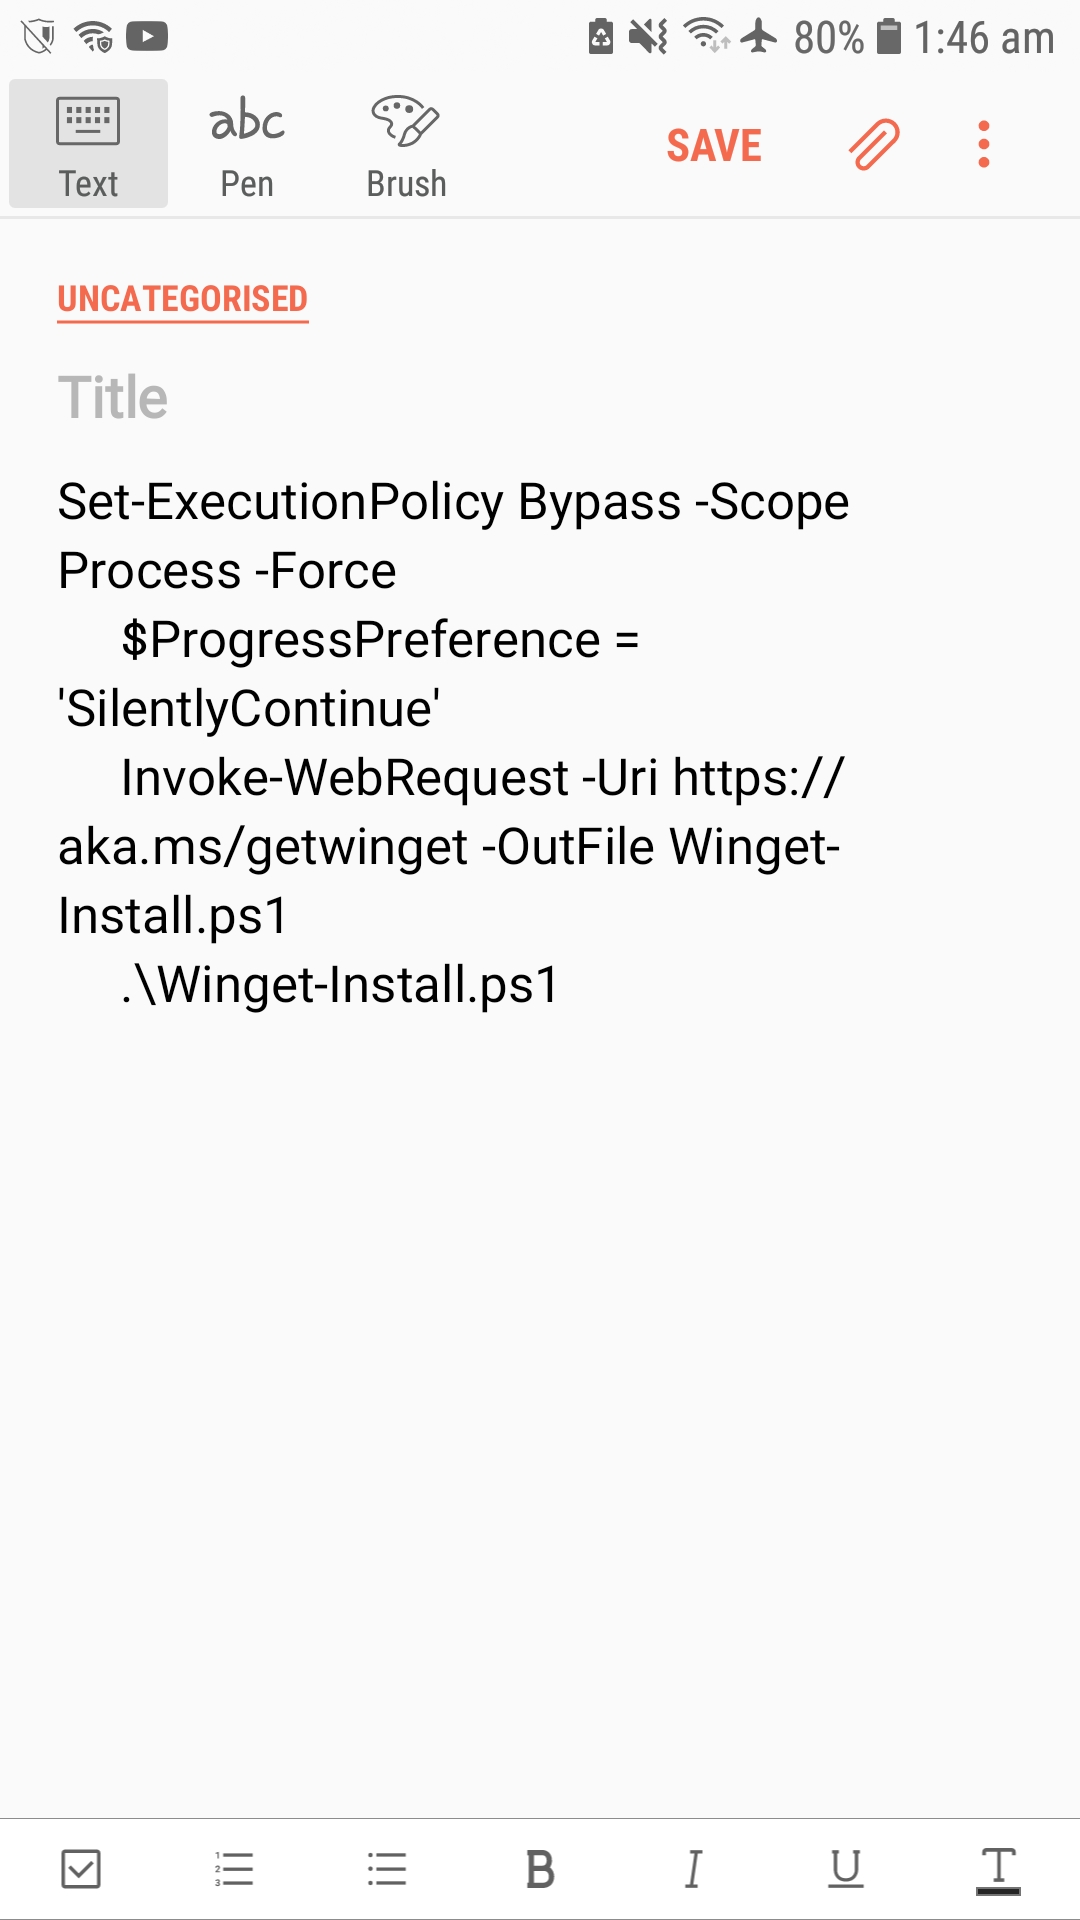 80% 1:46 am
Text Pen Brush SAVE
UNCATEGORISED
Title
Set-ExecutionPolicy Bypass -Scope
Process -Force
$ProgressPreference =
'SilentlyContinue'
Invoke-WebRequest -Uri https://
aka.ms/getwinget -OutFile Winget-
Install.ps1
.\Winget-Install.ps1